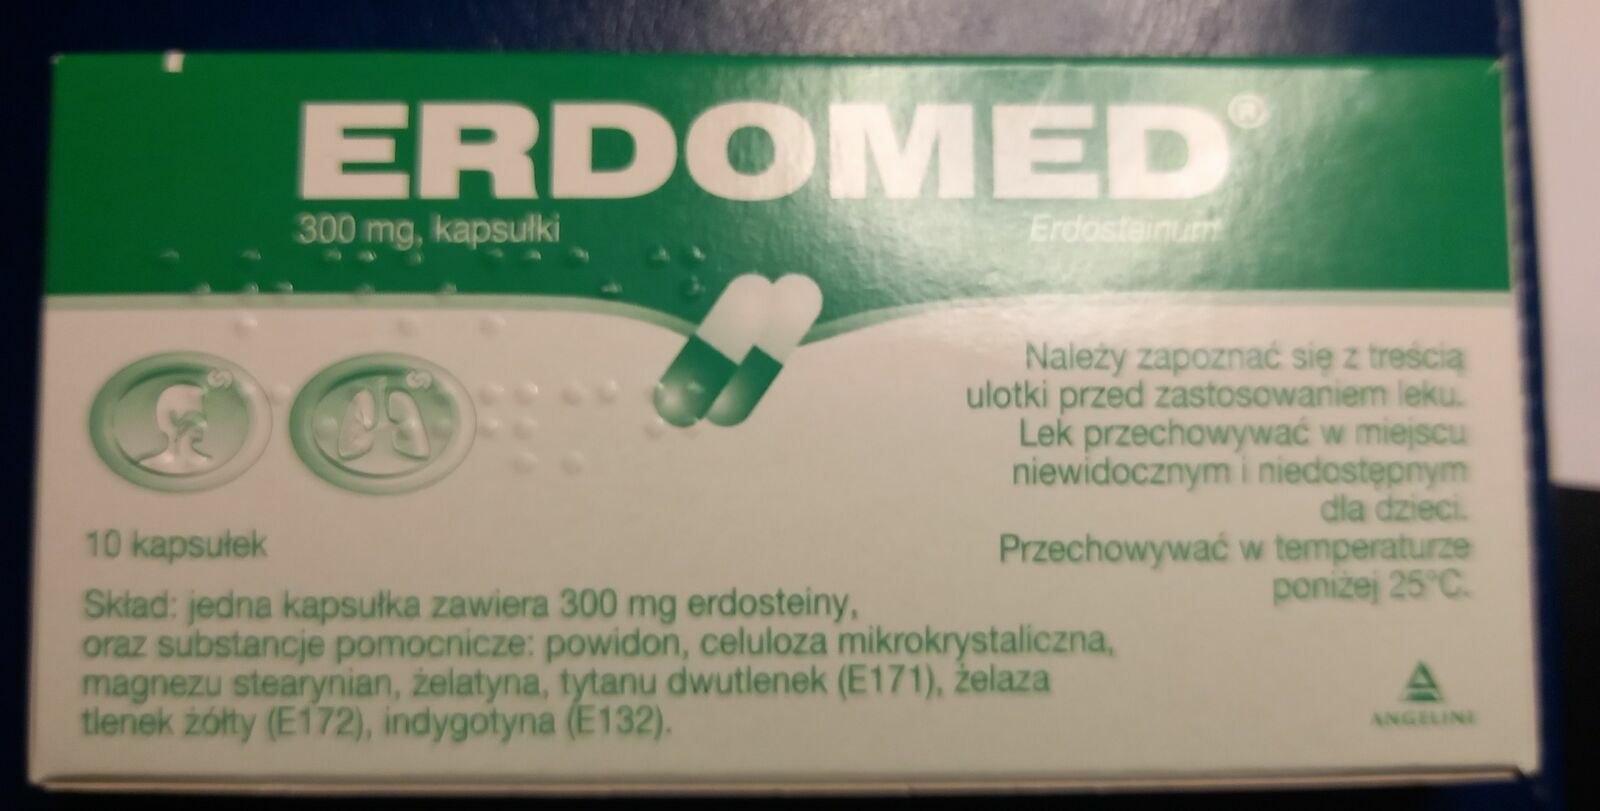 ERDOMED®
300 mg, kapsułki
Erdosteinum
Należy zapoznać się z treścią
ulotki przed zastosowaniem leku.
Lek przechowywać w miejscu
niewidocznym i niedostępnym
dla dzieci.
Przechowywać w temperaturze
poniżej 25°C.
10 kapsułek
Skład: jedna kapsułka zawiera 300 mg erdosteiny,
oraz substancje pomocnicze: powidon, celuloza mikrokrystaliczna,
magnezu stearynian, żelatyna, tytanu dwutlenek (E171), żelaza
tlenek żółty (E172), indygotyna (E132).
ANGELINI